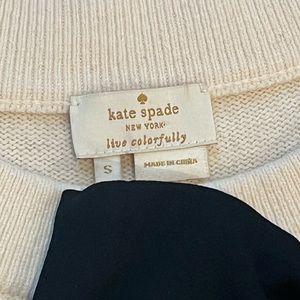 kate spade
NEW YORK
live colorfully
S
MADE IN CHINA